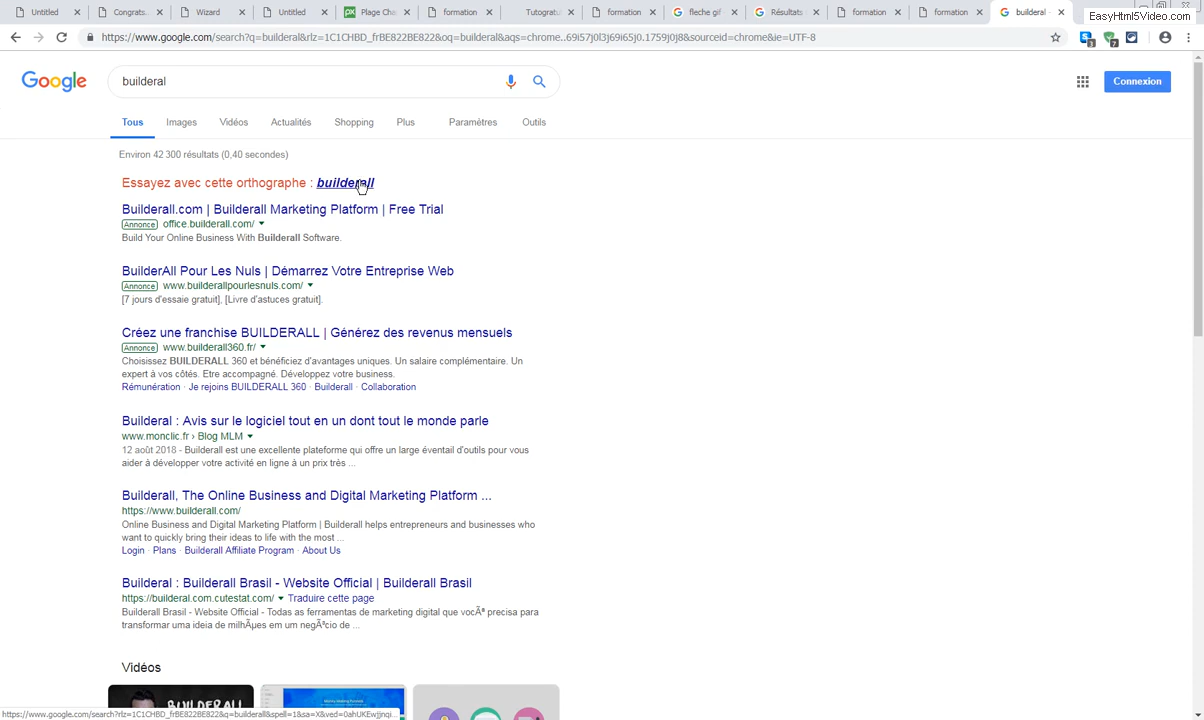 Untitled
Congrats.
Wizard
Untitled
Plage Cha
formation
Tutogratui
formation
fleche gif
Résultats
formation
formation
builderal
EasyHtml5Video.com
https://www.google.com/search?q=builderal&rlz=1C1CHBD_frBE822BE822&oq=builderal&aqs=chrome..69i57j0l3j69i65j0.1759j0j8&sourceid=chrome&ie=UTF-8
Google
builderal
Connexion
Tous Images Vidéos Actualités Shopping Plus Paramètres Outils
Environ 42 300 résultats (0,40 secondes)
Essayez avec cette orthographe : builderall
Builderall.com | Builderall Marketing Platform | Free Trial
Annonce office.builderall.com/
Build Your Online Business With Builderall Software.
BuilderAll Pour Les Nuls | Démarrez Votre Entreprise Web
Annonce www.builderallpourlesnuls.com/
[7 jours d'essaie gratuit], [Livre d'astuces gratuit].
Créez une franchise BUILDERALL | Générez des revenus mensuels
Annonce www.builderall360.fr/
Choisissez BUILDERALL 360 et bénéficiez d'avantages uniques. Un salaire complémentaire. Un
expert à vos côtés. Etre accompagné. Développez votre business.
Rémunération · Je rejoins BUILDERALL 360 · Builderall · Collaboration
Builderal : Avis sur le logiciel tout en un dont tout le monde parle
www.monclic.fr › Blog MLM
12 août 2018 - Builderall est une excellente plateforme qui offre un large éventail d'outils pour vous
aider à développer votre activité en ligne à un prix très ...
Builderall, The Online Business and Digital Marketing Platform ...
https://www.builderall.com/
Online Business and Digital Marketing Platform | Builderall helps entrepreneurs and businesses who
want to quickly bring their ideas to life with the most ...
Login · Plans · Builderall Affiliate Program · About Us
Builderal : Builderall Brasil - Website Official | Builderall Brasil
https://builderal.com.cutestat.com/ Traduire cette page
Builderall Brasil - Website Official - Todas as ferramentas de marketing digital que vocÃª precisa para
transformar uma ideia de milhÃµes em um negÃ³cio de ...
Vidéos
BUILDERALL